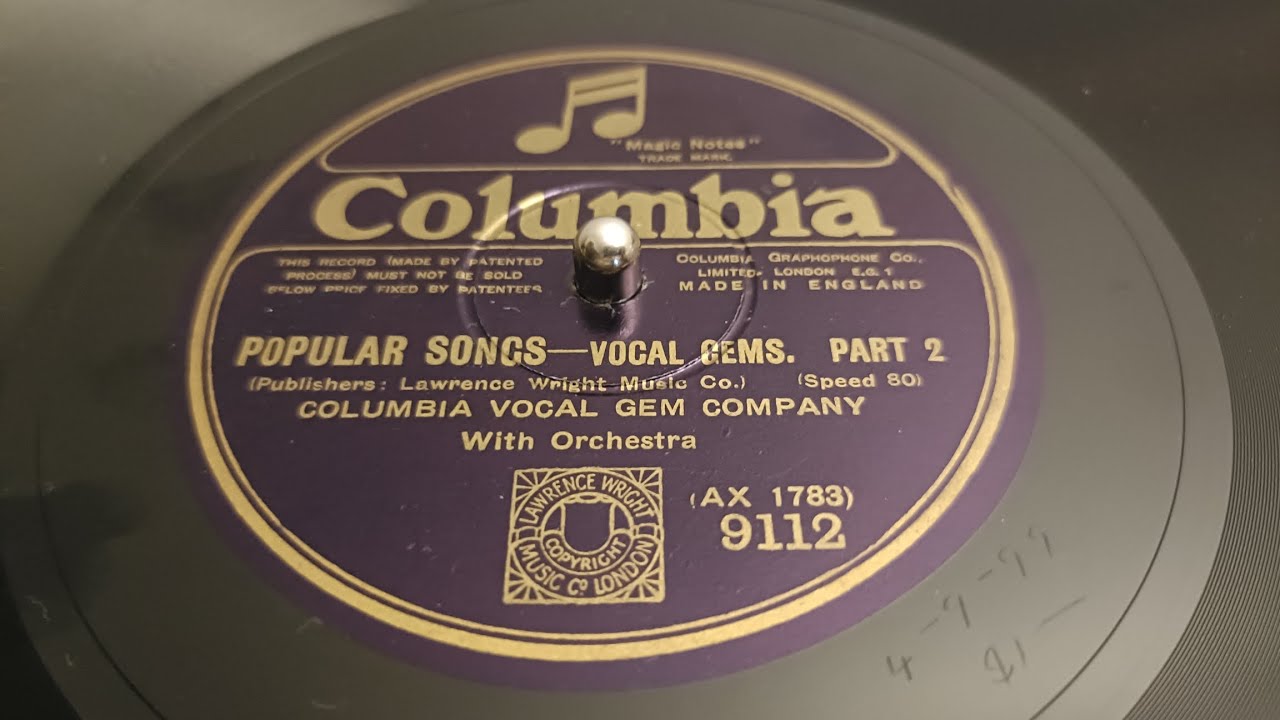 "Magic Notes"
TRADE MARK.
Columbia
THIS RECORD (MADE BY PATENTED
PROCESS) MUST NOT BE SOLD
BELOW PRICE FIXED BY PATENTEES
COLUMBIA GRAPHOPHONE CO.,
LIMITED. LONDON E.C.1
MADE IN ENGLAND
POPULAR SONGS—VOCAL GEMS. PART 2
(Publishers: Lawrence Wright Music Co.) (Speed 80)
COLUMBIA VOCAL GEM COMPANY
With Orchestra
LAWRENCE WRIGHT
COPYRIGHT
MUSIC Co LONDON
(AX 1783)
9112